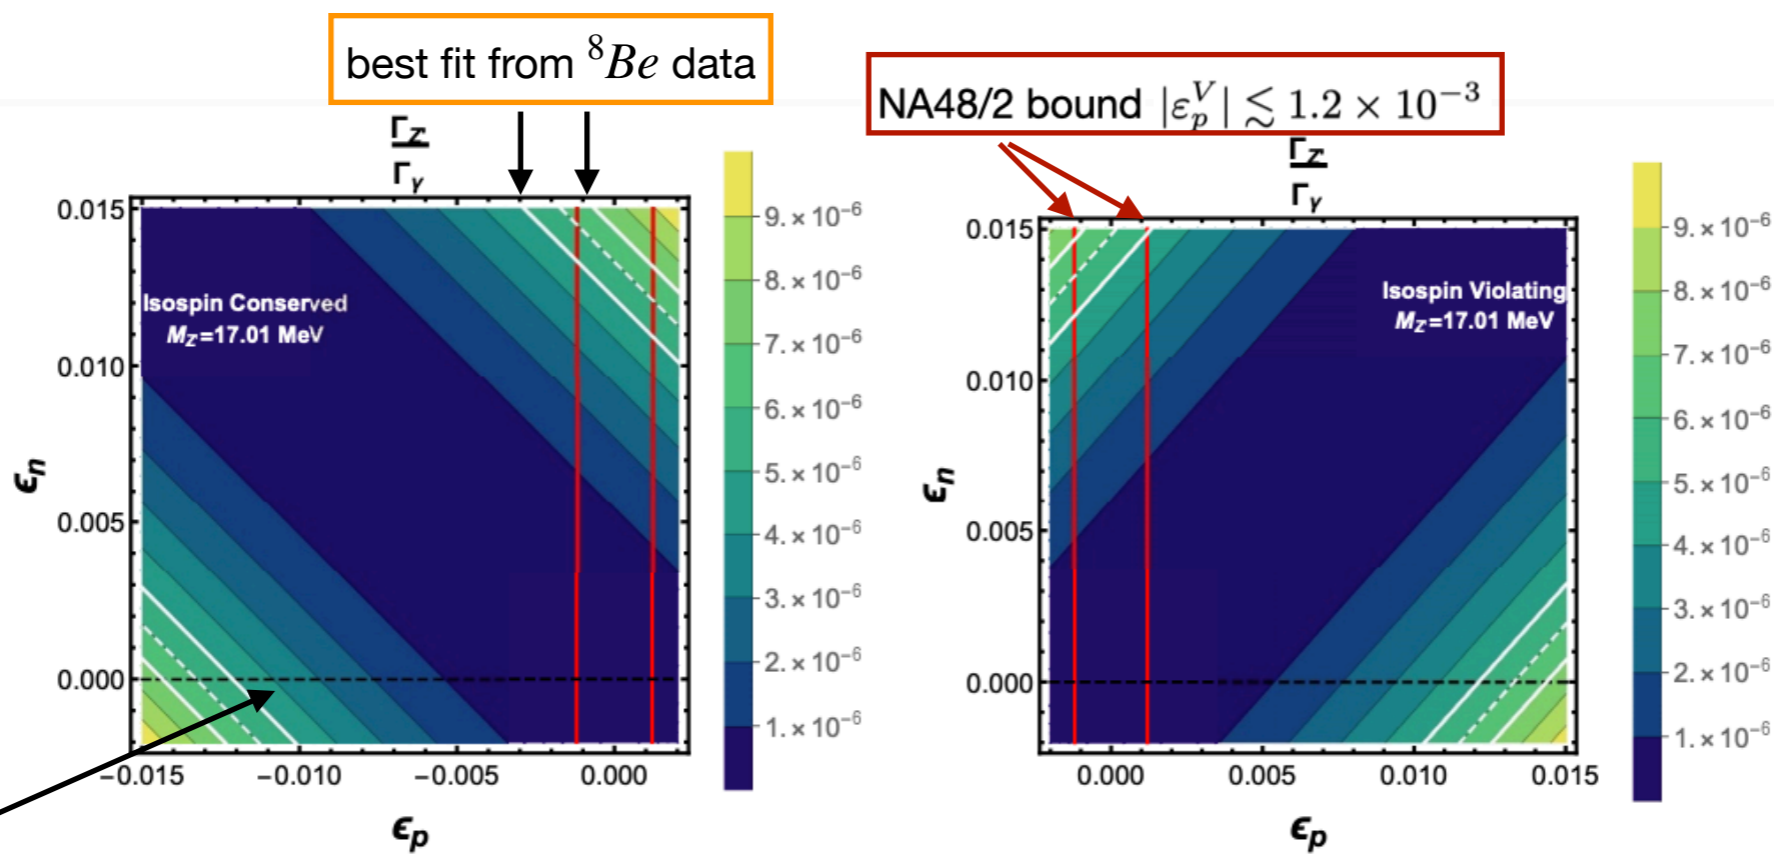 best fit from ⁸Be data
NA48/2 bound |ε_p^V| ≲ 1.2 × 10⁻³
Γ_Z'
Γ_γ
Isospin Conserved
M_Z'=17.01 MeV
0.015
0.010
0.005
0.000
ϵ_n
−0.015
−0.010
−0.005
0.000
ϵ_p
9.×10⁻⁶
8.×10⁻⁶
7.×10⁻⁶
6.×10⁻⁶
5.×10⁻⁶
4.×10⁻⁶
3.×10⁻⁶
2.×10⁻⁶
1.×10⁻⁶
Γ_Z'
Γ_γ
Isospin Violating
M_Z'=17.01 MeV
0.015
0.010
0.005
0.000
ϵ_n
0.000
0.005
0.010
0.015
ϵ_p
9.×10⁻⁶
8.×10⁻⁶
7.×10⁻⁶
6.×10⁻⁶
5.×10⁻⁶
4.×10⁻⁶
3.×10⁻⁶
2.×10⁻⁶
1.×10⁻⁶